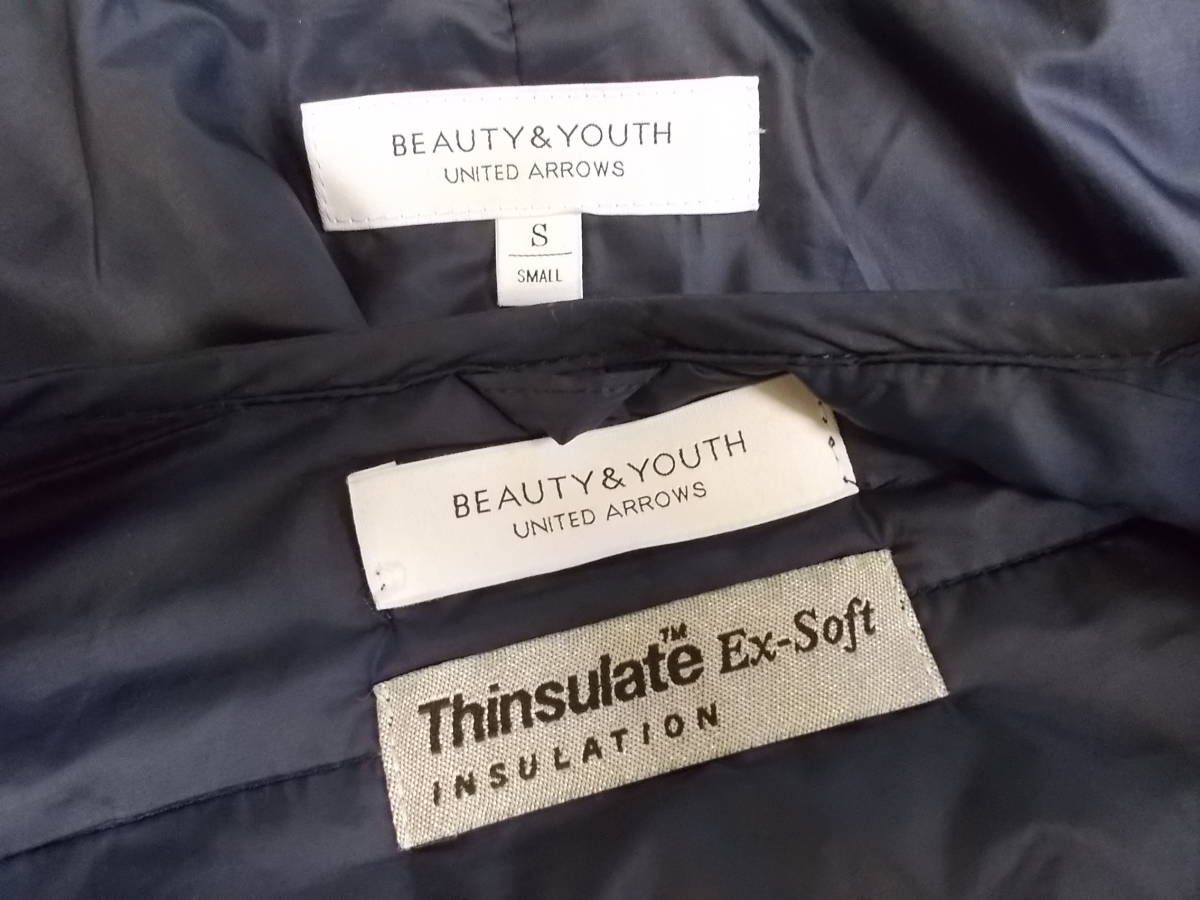 BEAUTY&YOUTH
UNITED ARROWS
S
SMALL
BEAUTY&YOUTH
UNITED ARROWS
Thinsulate™ Ex-Soft
INSULATION